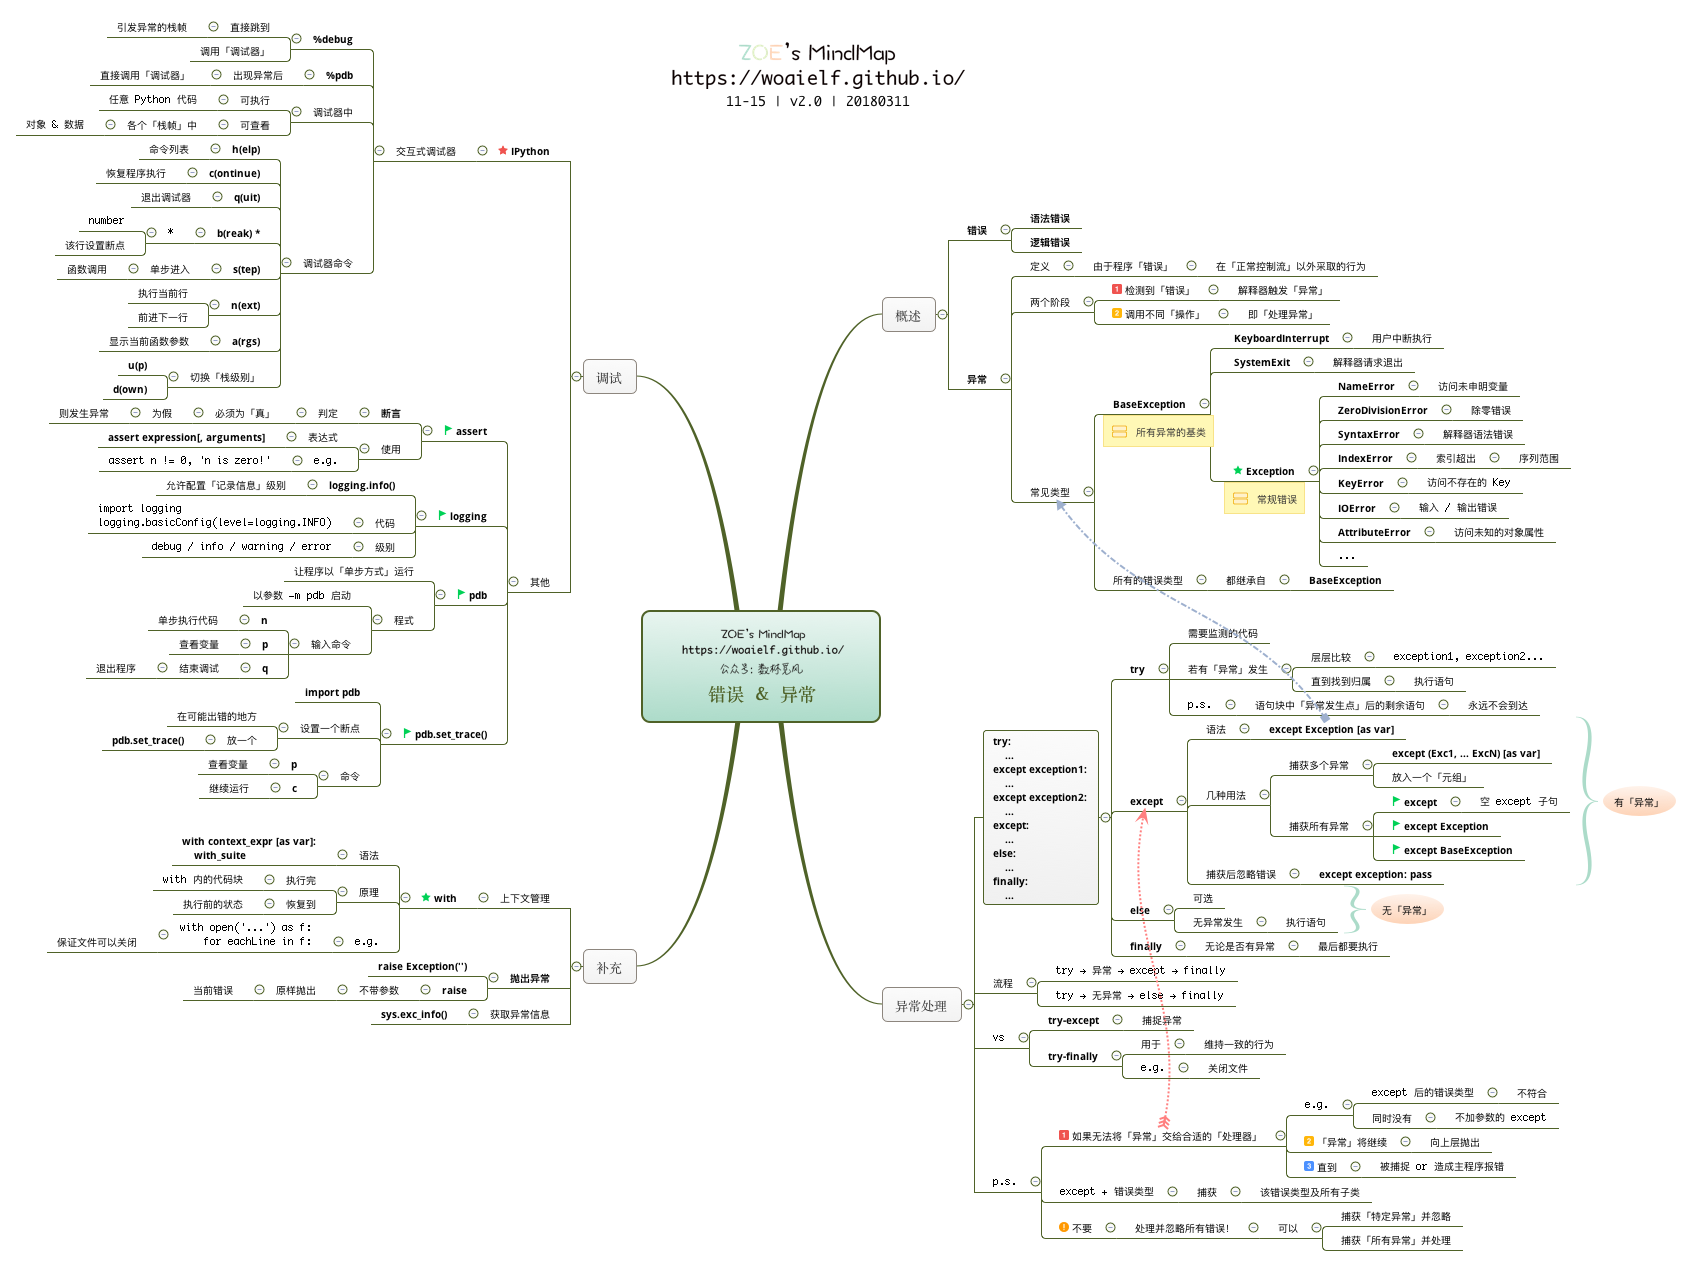 ZOE's MindMap
https://woaielf.github.io/
11-15 | v2.0 | 20180311
ZOE's MindMap
https://woaielf.github.io/
公众号: 数林觅风
错误 & 异常
概述
错误
语法错误
逻辑错误
异常
定义 由于程序「错误」 在「正常控制流」以外采取的行为
两个阶段
1 检测到「错误」 解释器触发「异常」
2 调用不同「操作」 即「处理异常」
常见类型
BaseException
所有异常的基类
KeyboardInterrupt 用户中断执行
SystemExit 解释器请求退出
Exception
常规错误
NameError 访问未申明变量
ZeroDivisionError 除零错误
SyntaxError 解释器语法错误
IndexError 索引超出 序列范围
KeyError 访问不存在的 Key
IOError 输入 / 输出错误
AttributeError 访问未知的对象属性
...
所有的错误类型 都继承自 BaseException
异常处理
try:
...
except exception1:
...
except exception2:
...
except:
...
else:
...
finally:
...
try
需要监测的代码
若有「异常」发生
层层比较 exception1, exception2...
直到找到归属 执行语句
p.s. 语句块中「异常发生点」后的剩余语句 永远不会到达
except
语法 except Exception [as var]
几种用法
捕获多个异常
except (Exc1, ... ExcN) [as var]
放入一个「元组」
捕获所有异常
except 空 except 子句
except Exception
except BaseException
捕获后忽略错误 except exception: pass
有「异常」
else
可选
无异常发生 执行语句
无「异常」
finally 无论是否有异常 最后都要执行
流程
try → 异常 → except → finally
try → 无异常 → else → finally
vs
try-except 捕捉异常
try-finally
用于 维持一致的行为
e.g. 关闭文件
p.s.
1 如果无法将「异常」交给合适的「处理器」
e.g.
except 后的错误类型 不符合
同时没有 不加参数的 except
2 「异常」将继续 向上层抛出
3 直到 被捕捉 or 造成主程序报错
except + 错误类型 捕获 该错误类型及所有子类
! 不要 处理并忽略所有错误! 可以
捕获「特定异常」并忽略
捕获「所有异常」并处理
调试
IPython
交互式调试器
%debug
直接跳到 引发异常的栈帧
调用「调试器」
%pdb 出现异常后 直接调用「调试器」
调试器中
可执行 任意 Python 代码
可查看 各个「栈帧」中 对象 & 数据
调试器命令
h(elp) 命令列表
c(ontinue) 恢复程序执行
q(uit) 退出调试器
b(reak) * *
number
该行设置断点
s(tep) 单步进入 函数调用
n(ext)
执行当前行
前进下一行
a(rgs) 显示当前函数参数
切换「栈级别」
u(p)
d(own)
其他
assert
断言 判定 必须为「真」 为假 则发生异常
使用
表达式 assert expression[, arguments]
e.g. assert n != 0, 'n is zero!'
logging
logging.info() 允许配置「记录信息」级别
代码
import logging
logging.basicConfig(level=logging.INFO)
级别 debug / info / warning / error
pdb
让程序以「单步方式」运行
程式
以参数 -m pdb 启动
输入命令
n 单步执行代码
p 查看变量
q 结束调试 退出程序
pdb.set_trace()
import pdb
设置一个断点
在可能出错的地方
放一个 pdb.set_trace()
命令
p 查看变量
c 继续运行
补充
上下文管理
with
语法
with context_expr [as var]:
with_suite
原理
执行完 with 内的代码块
恢复到 执行前的状态
e.g.
with open('...') as f:
for eachLine in f:
保证文件可以关闭
抛出异常
raise Exception('')
raise 不带参数 原样抛出 当前错误
获取异常信息 sys.exc_info()